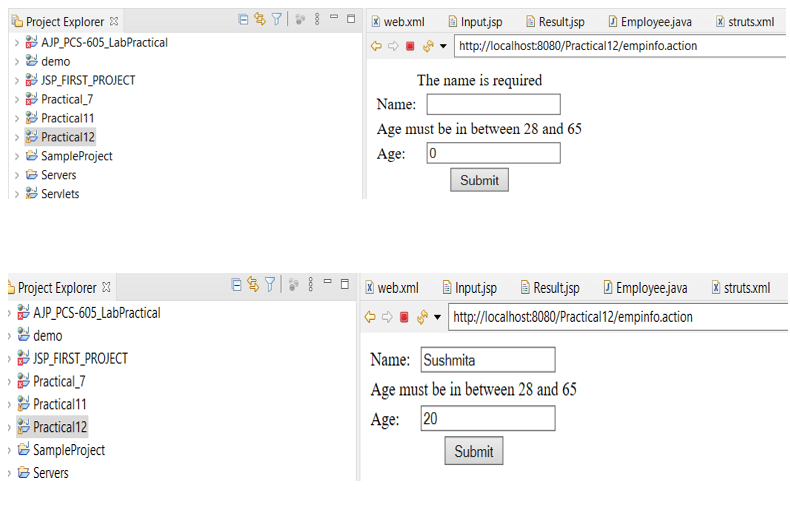 Project Explorer
AJP_PCS-605_LabPractical
demo
JSP_FIRST_PROJECT
Practical_7
Practical11
Practical12
SampleProject
Servers
Servlets
web.xml Input.jsp Result.jsp Employee.java struts.xml
http://localhost:8080/Practical12/empinfo.action
The name is required
Name:
Age must be in between 28 and 65
Age: 0
Submit
Project Explorer
AJP_PCS-605_LabPractical
demo
JSP_FIRST_PROJECT
Practical_7
Practical11
Practical12
SampleProject
Servers
web.xml Input.jsp Result.jsp Employee.java struts.xml
http://localhost:8080/Practical12/empinfo.action
Name: Sushmita
Age must be in between 28 and 65
Age: 20
Submit